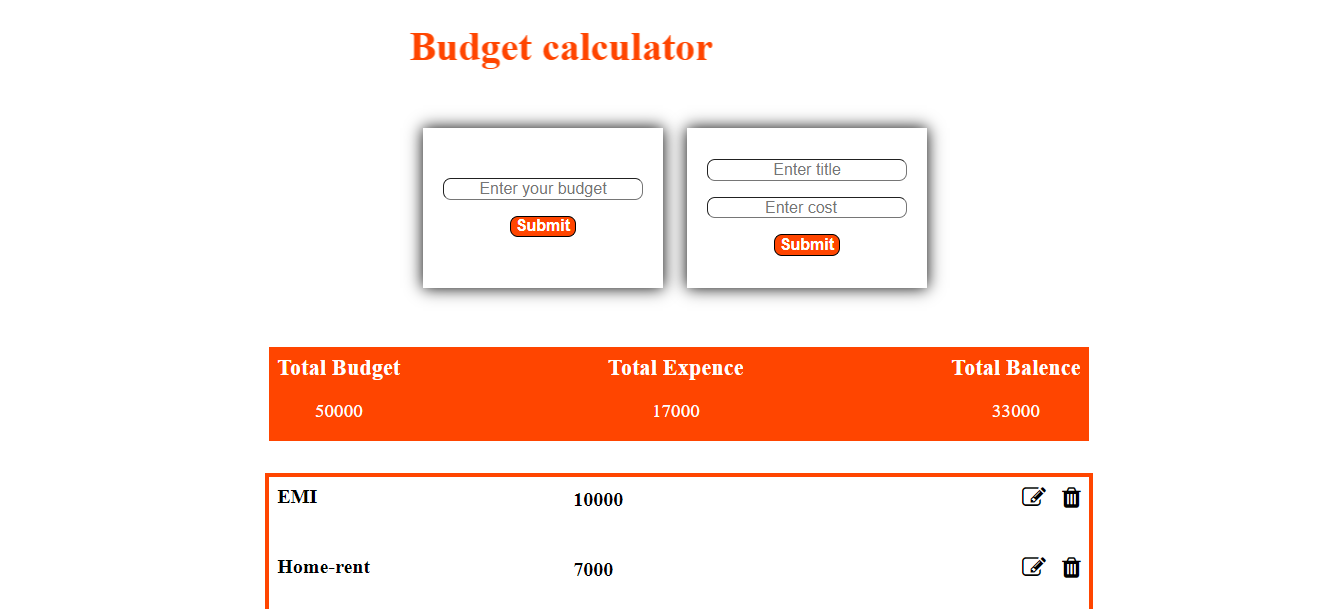 Budget calculator
Enter your budget
Submit
Enter title
Enter cost
Submit
Total Budget Total Expence Total Balence
50000 17000 33000
EMI 10000
Home-rent 7000